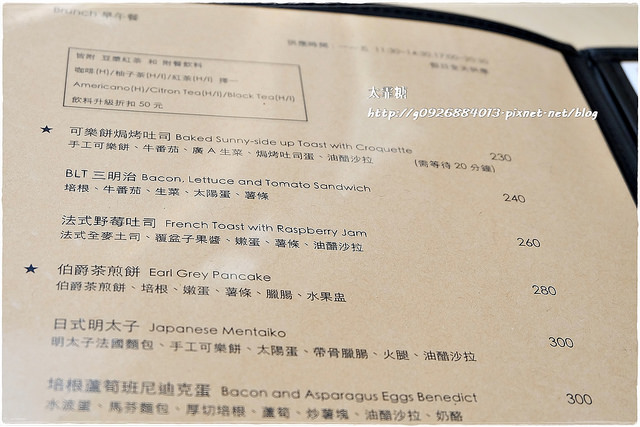 Brunch 早午餐
皆附 豆漿紅茶 和 附餐飲料
咖啡(H)/柚子茶(H/I)/紅茶(H/I) 擇一
Americano(H)/Citron Tea(H/I)/Black Tea(H/I)
飲料升級折扣 50 元
http://g0926884013.pixnet.net/blog
★ 可樂餅焗烤吐司 Baked Sunny-side up Toast with Croquette 230
手工可樂餅、牛番茄、廣 A 生菜、焗烤吐司蛋、油醋沙拉 (需等待 20 分鐘)
BLT 三明治 Bacon, Lettuce and Tomato Sandwich 240
培根、牛番茄、生菜、太陽蛋、薯條
法式野莓吐司 French Toast with Raspberry Jam 260
法式全麥土司、覆盆子果醬、嫩蛋、薯條、油醋沙拉
★ 伯爵茶煎餅 Earl Grey Pancake 280
伯爵茶煎餅、培根、嫩蛋、薯條、臘腸、水果盅
日式明太子 Japanese Mentaiko 300
明太子法國麵包、手工可樂餅、太陽蛋、帶骨臘腸、火腿、油醋沙拉
培根蘆筍班尼迪克蛋 Bacon and Asparagus Eggs Benedict 300
水波蛋、馬芬麵包、厚切培根、蘆筍、炒薯塊、油醋沙拉、奶酪